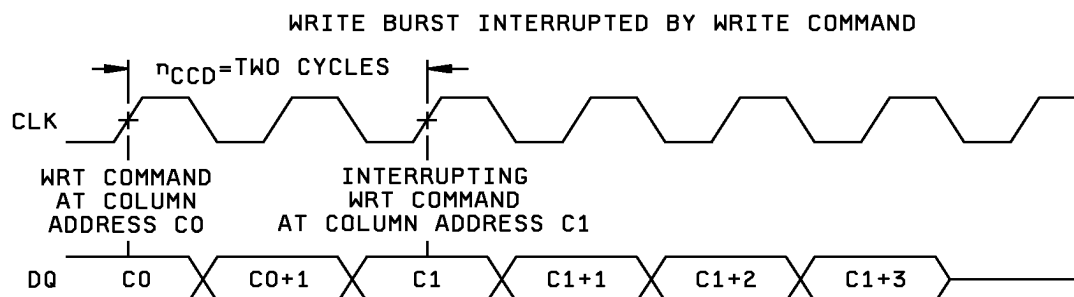 WRITE BURST INTERRUPTED BY WRITE COMMAND
nCCD=TWO CYCLES
CLK
WRT COMMAND
AT COLUMN
ADDRESS C0
INTERRUPTING
WRT COMMAND
AT COLUMN ADDRESS C1
DQ C0 C0+1 C1 C1+1 C1+2 C1+3